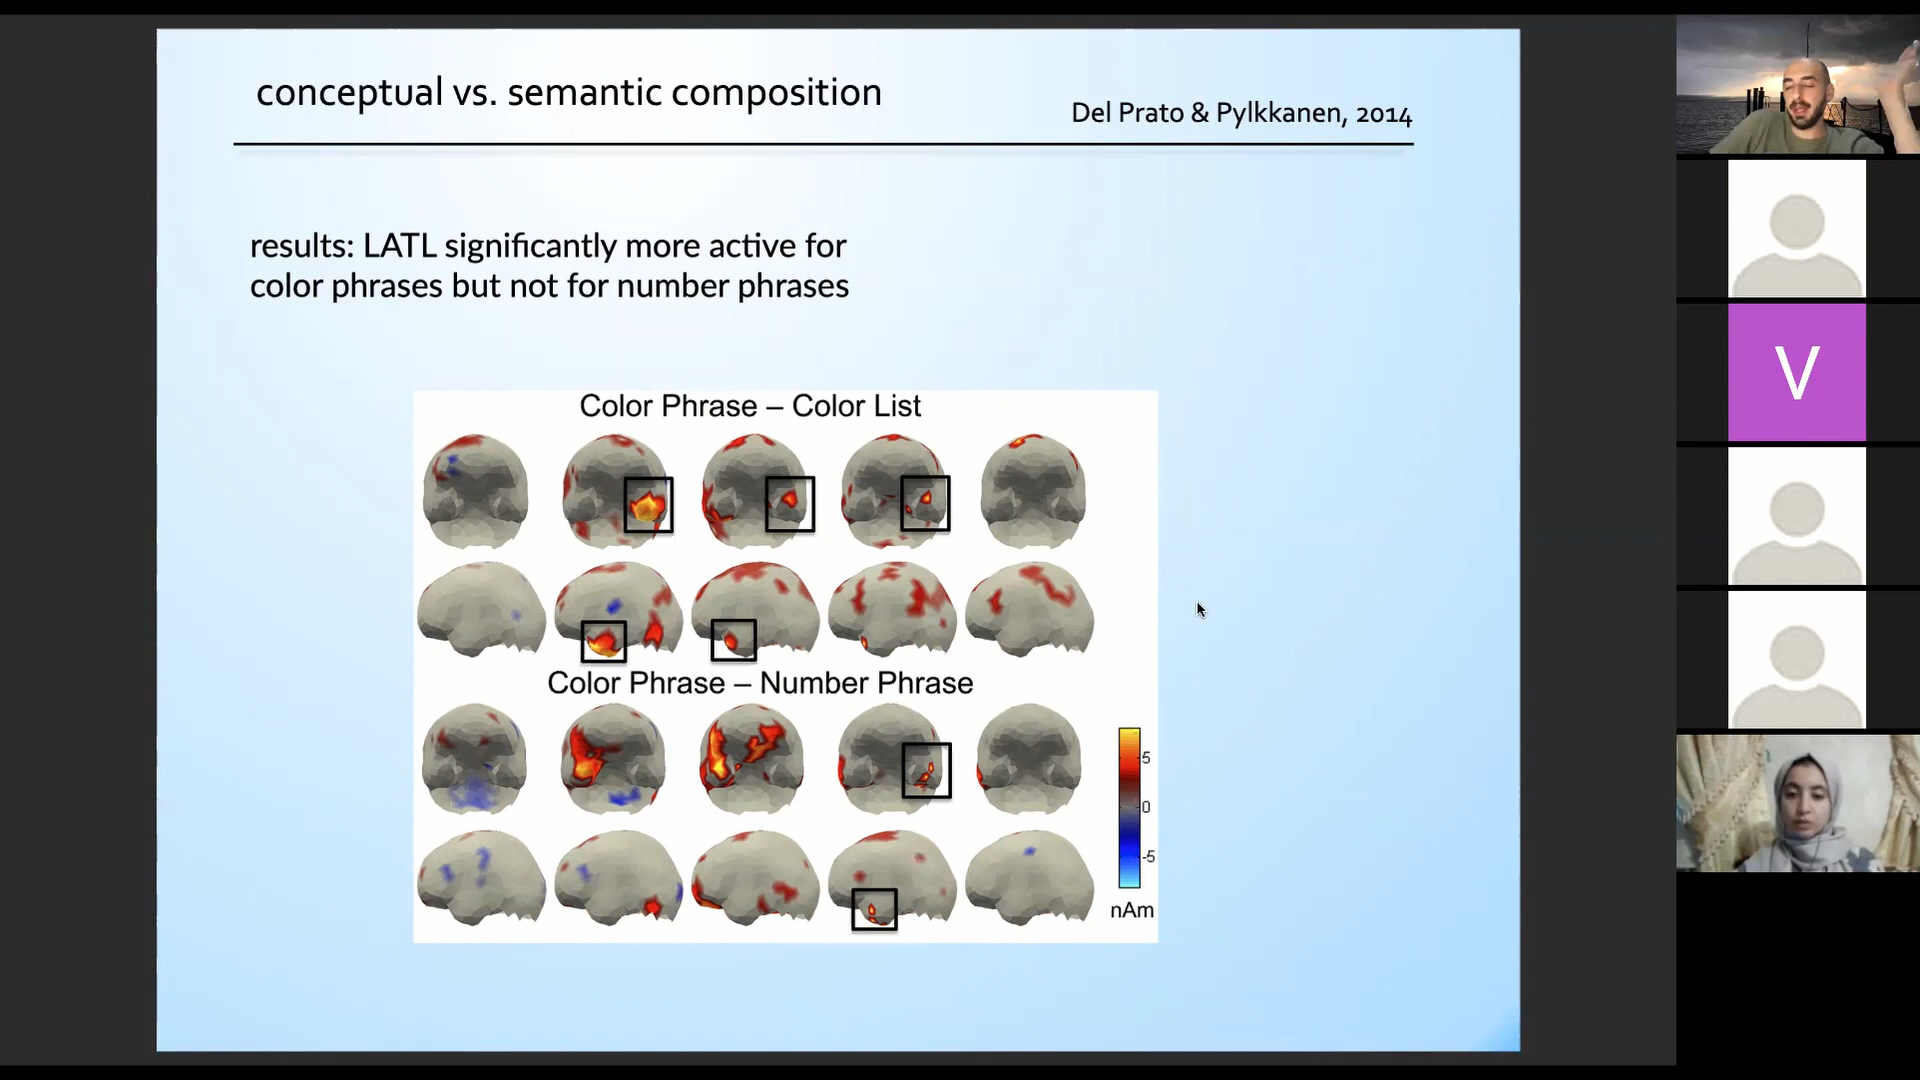 conceptual vs. semantic composition
Del Prato & Pylkkanen, 2014
results: LATL significantly more active for
color phrases but not for number phrases
Color Phrase – Color List
Color Phrase – Number Phrase
5
0
-5
nAm
V